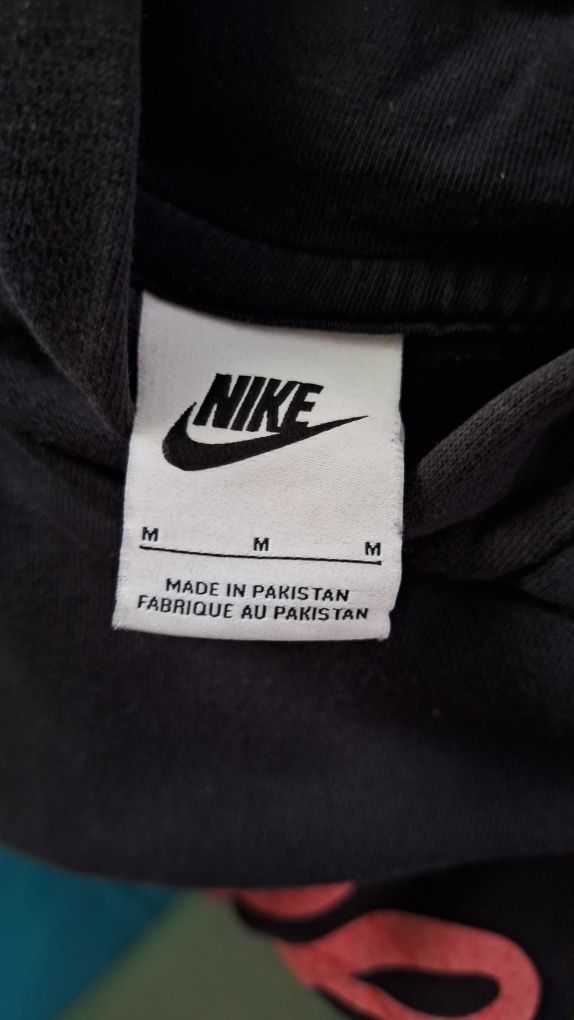 NIKE
M M M
MADE IN PAKISTAN
FABRIQUE AU PAKISTAN